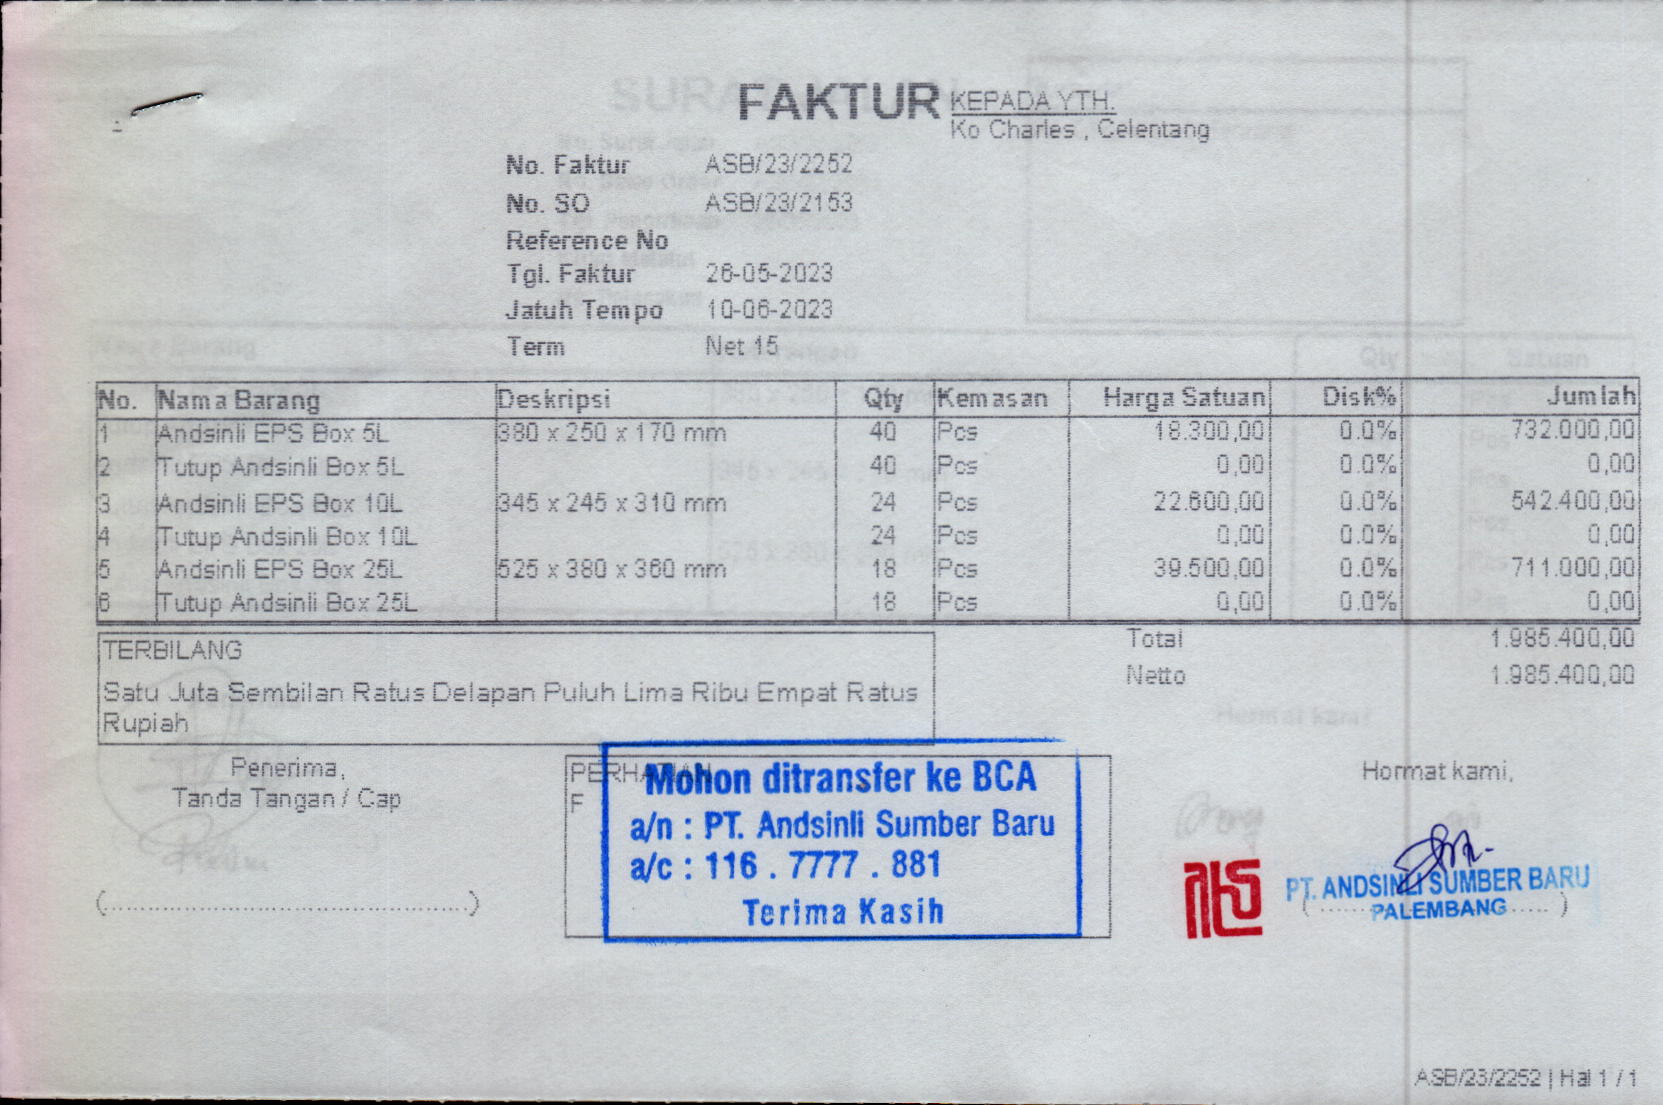 FAKTUR
KEPADA YTH.
Ko Charles , Celentang
No. Faktur ASB/23/2252
No. SO ASB/23/2153
Reference No
Tgl. Faktur 26-05-2023
Jatuh Tempo 10-06-2023
Term Net 15
No. Nama Barang Deskripsi Qty Kemasan Harga Satuan Disk% Jumlah
1 Andsinli EPS Box 5L 380 x 250 x 170 mm 40 Pcs 18.300,00 0.0% 732.000,00
2 Tutup Andsinli Box 5L 40 Pcs 0,00 0.0% 0,00
3 Andsinli EPS Box 10L 345 x 245 x 310 mm 24 Pcs 22.600,00 0.0% 542.400,00
4 Tutup Andsinli Box 10L 24 Pcs 0,00 0.0% 0,00
5 Andsinli EPS Box 25L 525 x 380 x 360 mm 18 Pcs 39.500,00 0.0% 711.000,00
6 Tutup Andsinli Box 25L 18 Pcs 0,00 0.0% 0,00
Total 1.985.400,00
Netto 1.985.400,00
TERBILANG
Satu Juta Sembilan Ratus Delapan Puluh Lima Ribu Empat Ratus
Rupiah
Penerima,
Tanda Tangan / Cap
(..................................................)
PERHATIAN
F
Mohon ditransfer ke BCA
a/n : PT. Andsinli Sumber Baru
a/c : 116 . 7777 . 881
Terima Kasih
Hormat kami,
PT. ANDSINLI SUMBER BARU
PALEMBANG
ASB/23/2252 | Hal 1 / 1